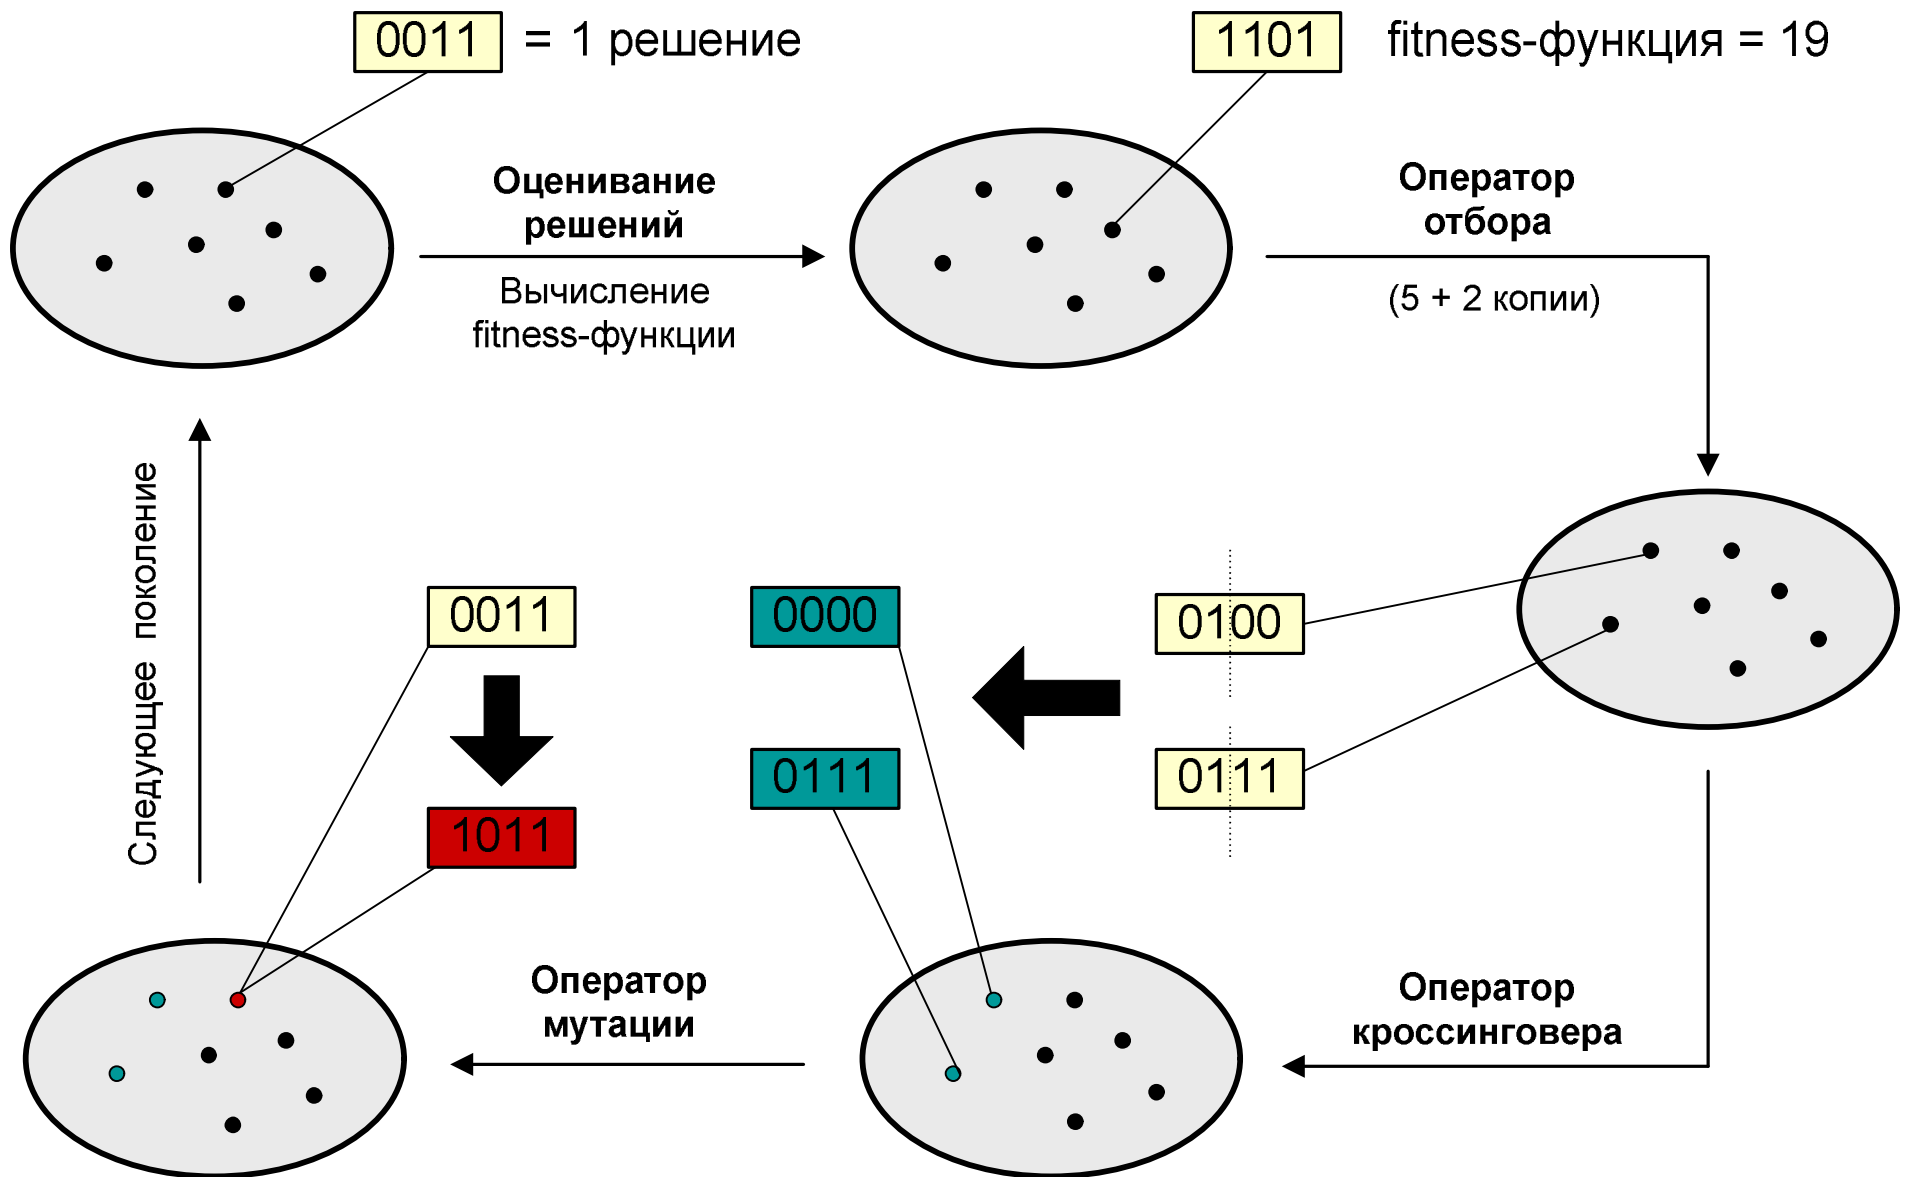 0011 = 1 решение
1101 fitness-функция = 19
Оценивание
решений
Вычисление
fitness-функции
Оператор
отбора
(5 + 2 копии)
Следующее поколение
0011
1011
0000
0111
0100
0111
Оператор
мутации
Оператор
кроссинговера